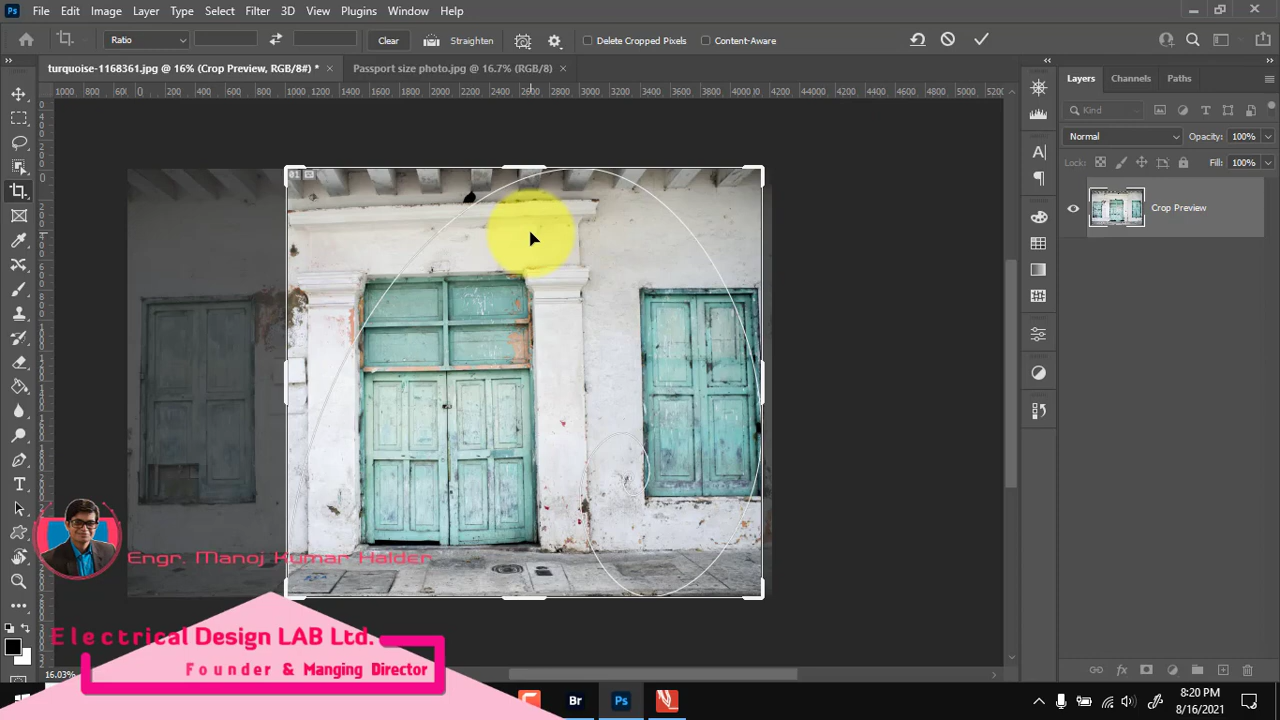 Ps File Edit Image Layer Type Select Filter 3D View Plugins Window Help
Ratio Clear Straighten Delete Cropped Pixels Content-Aware
turquoise-1168361.jpg @ 16% (Crop Preview, RGB/8#) * × Passport size photo.jpg @ 16.7% (RGB/8) ×
Layers Channels Paths
Kind
Normal Opacity: 100%
Lock: Fill: 100%
Crop Preview
Engr. Manoj Kumar Halder
Electrical Design LAB Ltd.
Founder & Manging Director
16.03%
Br Ps
8:20 PM
8/16/2021